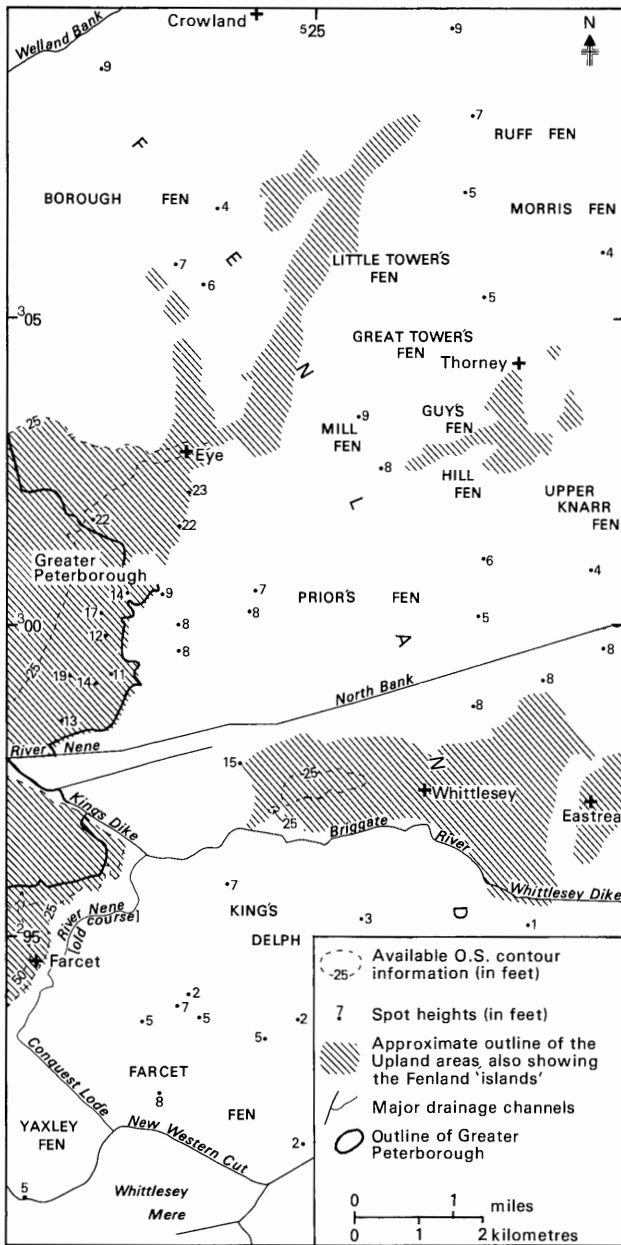 Crowland
525
9
N
Welland Bank
9
7
RUFF FEN
F
BOROUGH FEN
4
5
MORRIS FEN
E
4
7
LITTLE TOWER'S
FEN
6
5
305
GREAT TOWER'S
FEN
N
Thorney
25
9
MILL
FEN
GUY'S
FEN
Eye
8
HILL
FEN
23
UPPER
KNARR
FEN
22
22
L
Greater
Peterborough
6
14
9
7
PRIOR'S FEN
4
17
8
5
300
8
12
A
8
8
19
14
11
8
25
North Bank
8
13
River Nene
15
N
25
Whittlesey
Eastrea
25
Kings Dike
Briggate River
Whittlesey Dike
7
KING'S
DELPH
3
D
1
25
River Nene
[old course]
295
Farcet
50
2
7
5
5
2
5
Conquest Lode
FARCET
FEN
8
YAXLEY
FEN
New Western Cut
2
5
Whittlesey
Mere
25
Available O.S. contour
information (in feet)
7
Spot heights (in feet)
Approximate outline of the
Upland areas, also showing
the Fenland 'islands'
Major drainage channels
Outline of Greater
Peterborough
0 1 miles
0 1 2 kilometres